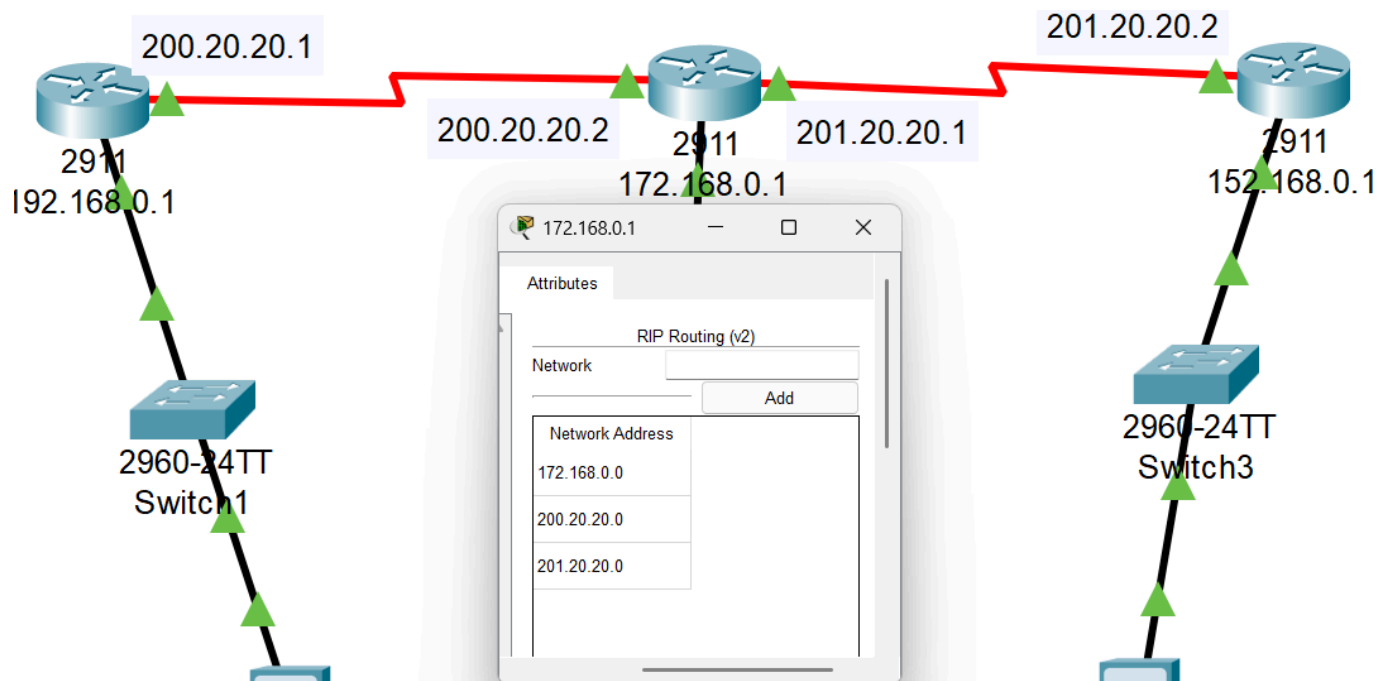 200.20.20.1
201.20.20.2
200.20.20.2
201.20.20.1
2911
192.168.0.1
2911
172.168.0.1
2911
152.168.0.1
172.168.0.1
Attributes
RIP Routing (v2)
Network
Add
Network Address
172.168.0.0
200.20.20.0
201.20.20.0
2960-24TT
Switch1
2960-24TT
Switch3